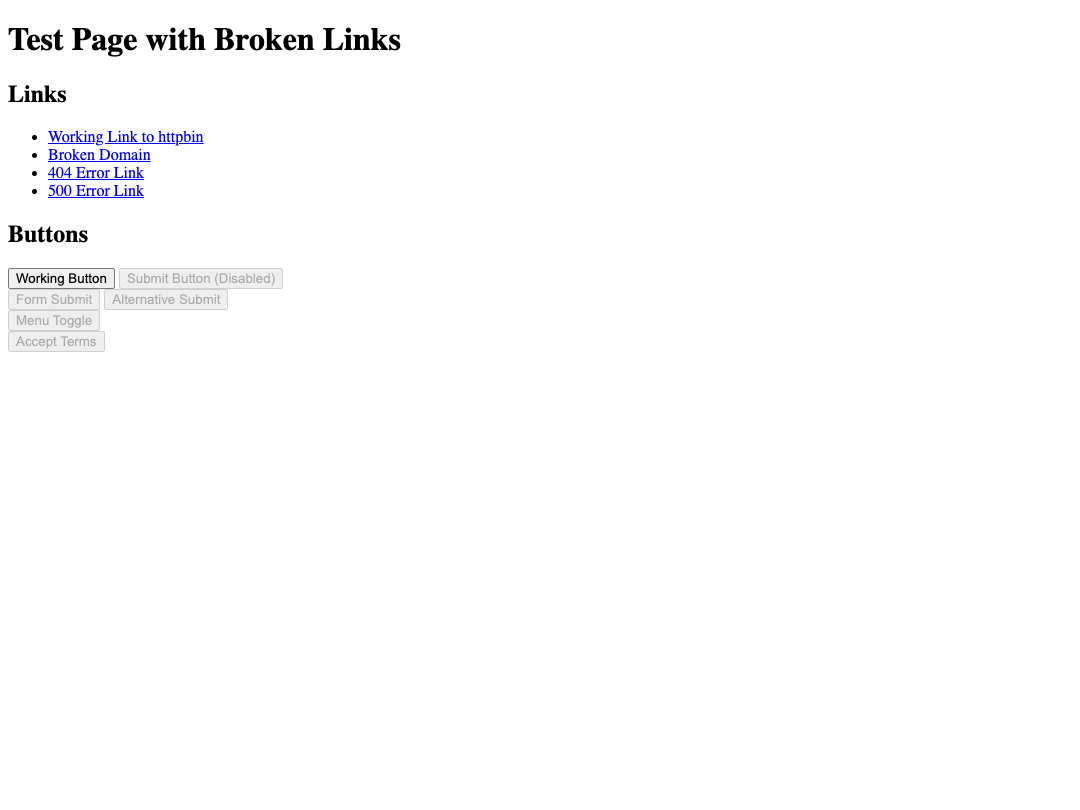 Test Page with Broken Links
Links
Working Link to httpbin
Broken Domain
404 Error Link
500 Error Link
Buttons
Working Button Submit Button (Disabled)
Form Submit Alternative Submit
Menu Toggle
Accept Terms